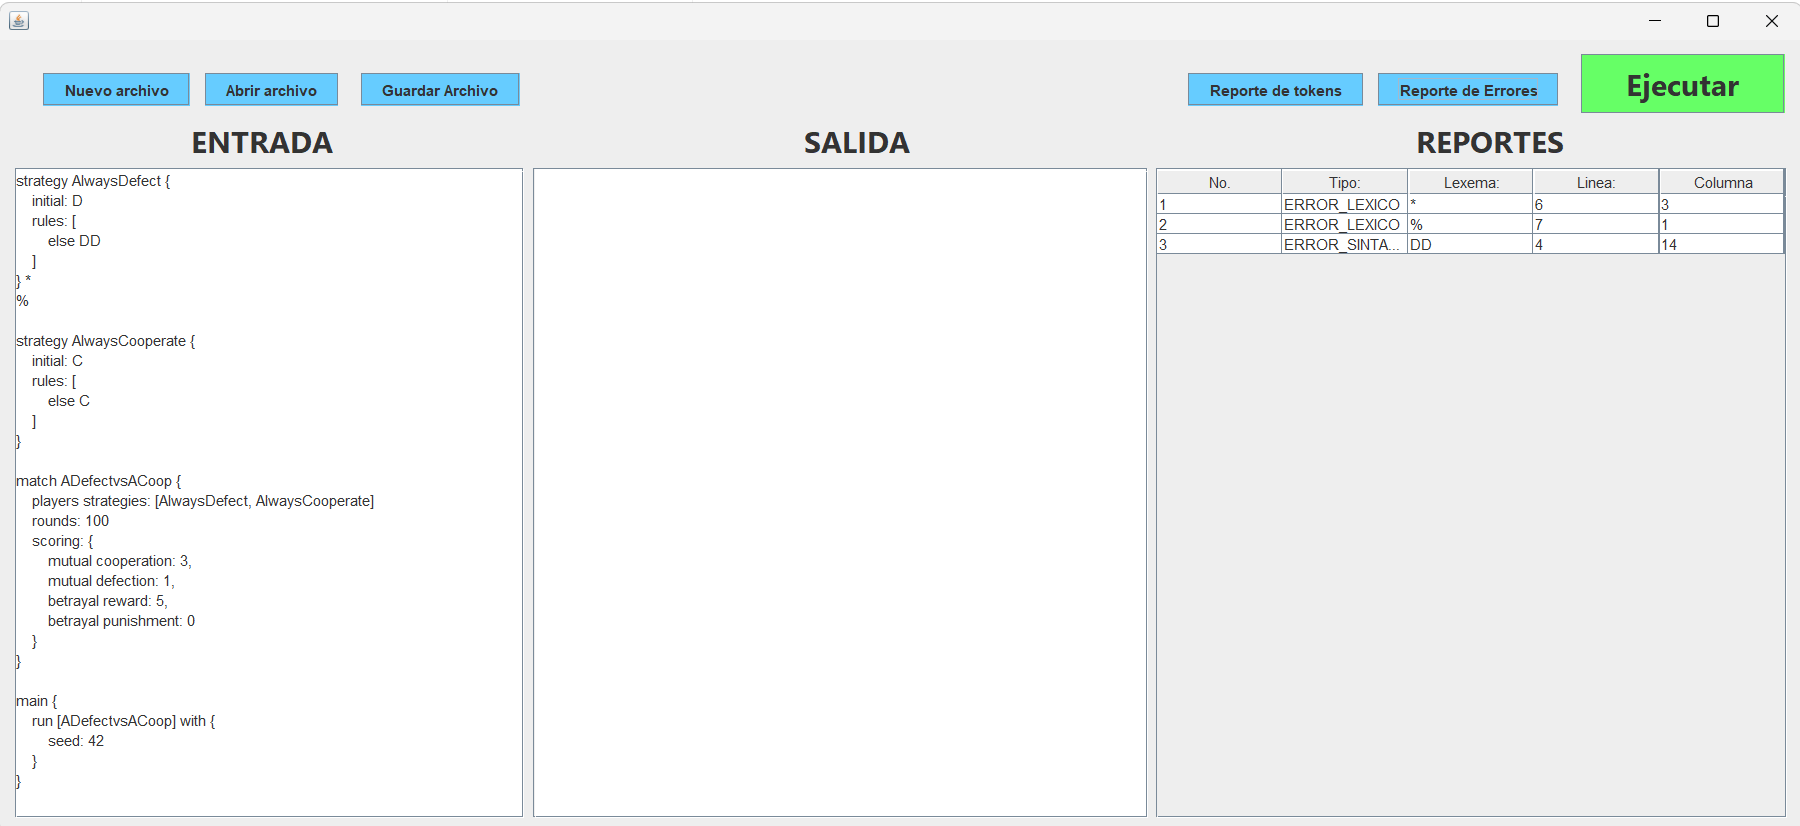 Nuevo archivo
Abrir archivo
Guardar Archivo
Reporte de tokens
Reporte de Errores
Ejecutar
ENTRADA
SALIDA
REPORTES
strategy AlwaysDefect {
    initial: D
    rules: [
        else DD
    ]
} *
%

strategy AlwaysCooperate {
    initial: C
    rules: [
        else C
    ]
}

match ADefectvsACoop {
    players strategies: [AlwaysDefect, AlwaysCooperate]
    rounds: 100
    scoring: {
        mutual cooperation: 3,
        mutual defection: 1,
        betrayal reward: 5,
        betrayal punishment: 0
    }
}

main {
    run [ADefectvsACoop] with {
        seed: 42
    }
}
No. Tipo: Lexema: Linea: Columna
1 ERROR_LEXICO * 6 3
2 ERROR_LEXICO % 7 1
3 ERROR_SINTA... DD 4 14